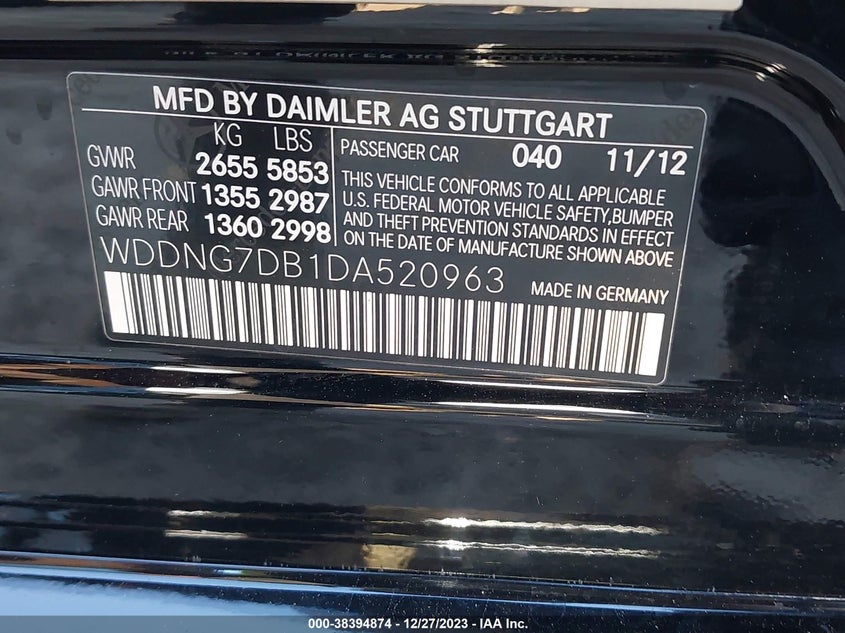 MFD BY DAIMLER AG STUTTGART
KG LBS
GVWR 2655 5853
GAWR FRONT 1355 2987
GAWR REAR 1360 2998
PASSENGER CAR 040 11/12
THIS VEHICLE CONFORMS TO ALL APPLICABLE
U.S. FEDERAL MOTOR VEHICLE SAFETY,BUMPER
AND THEFT PREVENTION STANDARDS IN EFFECT
ON THE DATE OF MANUFACTURE SHOWN ABOVE
WDDNG7DB1DA520963
MADE IN GERMANY
000-38394874 - 12/27/2023 - IAA Inc.